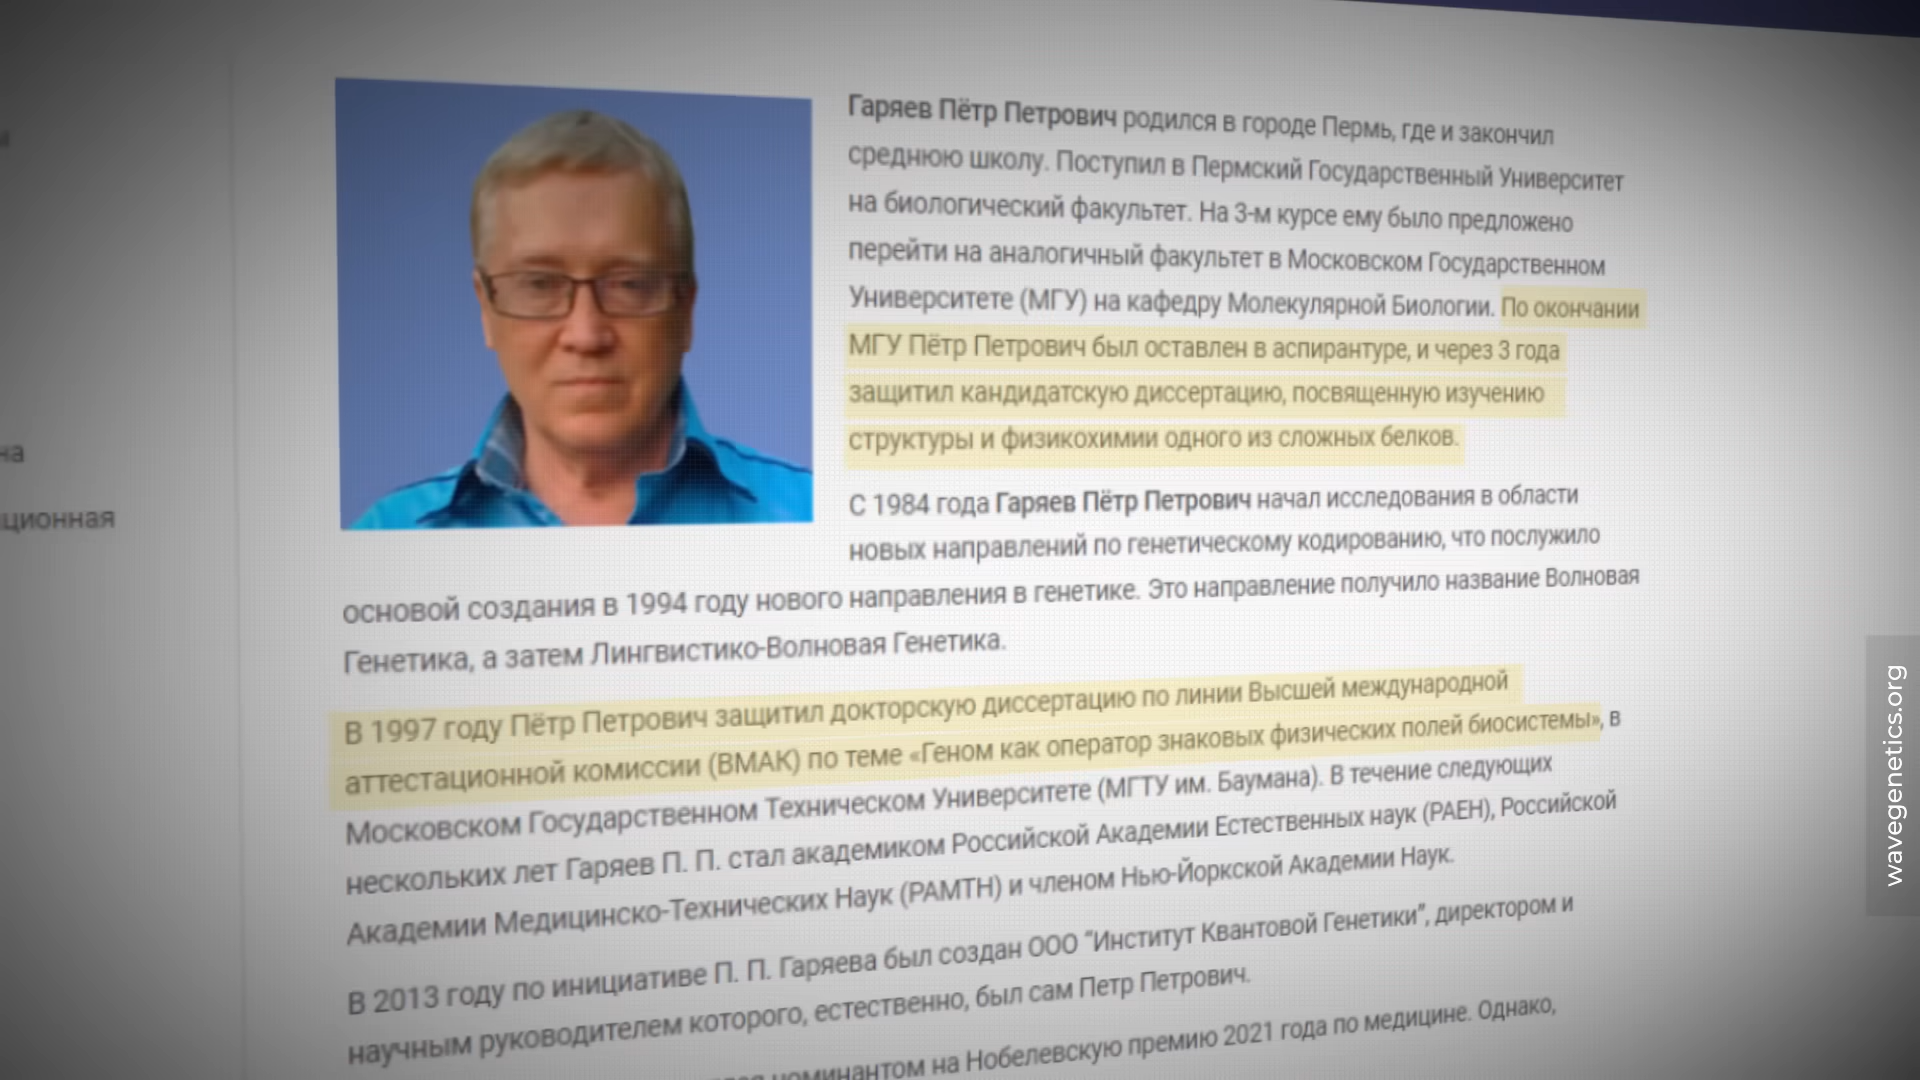 Гаряев Пётр Петрович родился в городе Пермь, где и закончил
среднюю школу. Поступил в Пермский Государственный Университет
на биологический факультет. На 3-м курсе ему было предложено
перейти на аналогичный факультет в Московском Государственном
Университете (МГУ) на кафедру Молекулярной Биологии. По окончании
МГУ Пётр Петрович был оставлен в аспирантуре, и через 3 года
защитил кандидатскую диссертацию, посвященную изучению
структуры и физикохимии одного из сложных белков.
С 1984 года Гаряев Пётр Петрович начал исследования в области
новых направлений по генетическому кодированию, что послужило
основой создания в 1994 году нового направления в генетике. Это направление получило название Волновая
Генетика, а затем Лингвистико-Волновая Генетика.
В 1997 году Пётр Петрович защитил докторскую диссертацию по линии Высшей международной
аттестационной комиссии (ВМАК) по теме «Геном как оператор знаковых физических полей биосистемы», в
Московском Государственном Техническом Университете (МГТУ им. Баумана). В течение следующих
нескольких лет Гаряев П. П. стал академиком Российской Академии Естественных наук (РАЕН), Российской
Академии Медицинско-Технических Наук (РАМТН) и членом Нью-Йоркской Академии Наук.
В 2013 году по инициативе П. П. Гаряева был создан ООО “Институт Квантовой Генетики”, директором и
научным руководителем которого, естественно, был сам Петр Петрович.
номинантом на Нобелевскую премию 2021 года по медицине. Однако,
на
ционная
wavegenetics.org